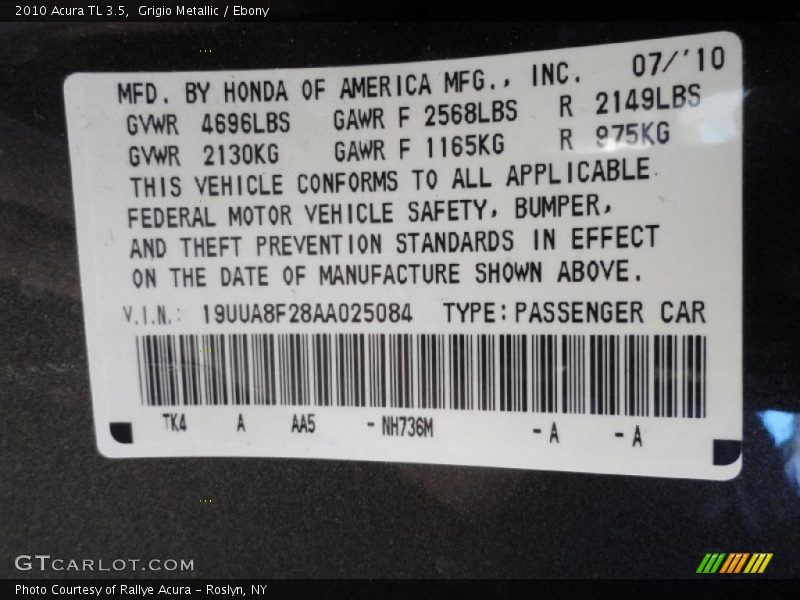 2010 Acura TL 3.5,  Grigio Metallic / Ebony
MFD. BY HONDA OF AMERICA MFG., INC. 07/'10
GVWR 4696LBS GAWR F 2568LBS R 2149LBS
GVWR 2130KG GAWR F 1165KG R 975KG
THIS VEHICLE CONFORMS TO ALL APPLICABLE
FEDERAL MOTOR VEHICLE SAFETY, BUMPER,
AND THEFT PREVENTION STANDARDS IN EFFECT
ON THE DATE OF MANUFACTURE SHOWN ABOVE.
V.I.N.: 19UUA8F28AA025084 TYPE: PASSENGER CAR
TK4 A AA5 - NH736M - A - A
GTCARLOT.COM
Photo Courtesy of Rallye Acura - Roslyn, NY